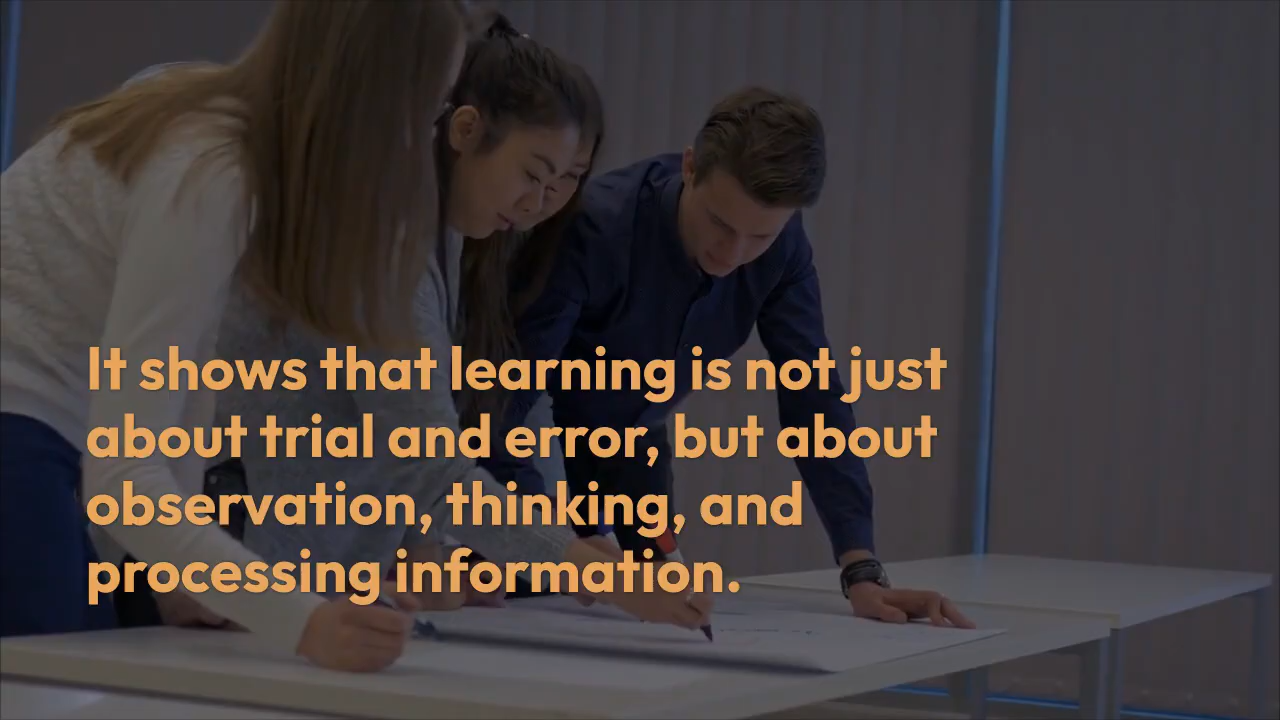 It shows that learning is not just
about trial and error, but about
observation, thinking, and
processing information.